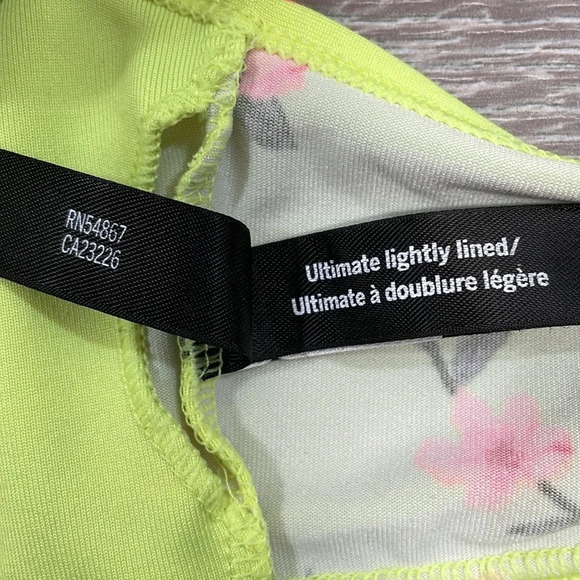 RN54867
CA23226
Ultimate lightly lined/
Ultimate à doublure légère